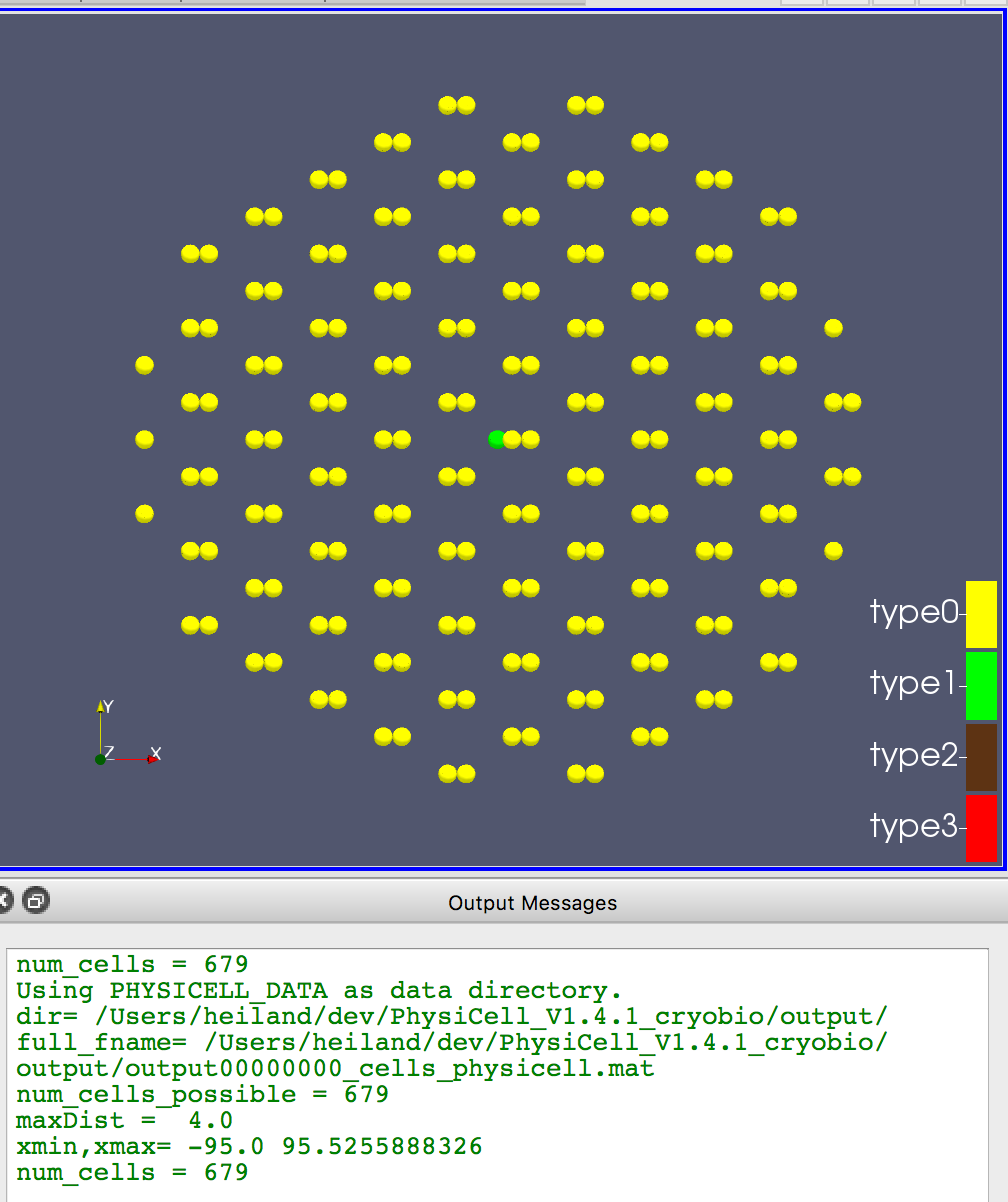 type0
type1
type2
type3
Y
Z X
Output Messages
num_cells = 679
Using PHYSICELL_DATA as data directory.
dir= /Users/heiland/dev/PhysiCell_V1.4.1_cryobio/output/
full_fname= /Users/heiland/dev/PhysiCell_V1.4.1_cryobio/
output/output00000000_cells_physicell.mat
num_cells_possible = 679
maxDist =  4.0
xmin,xmax= -95.0 95.5255888326
num_cells = 679